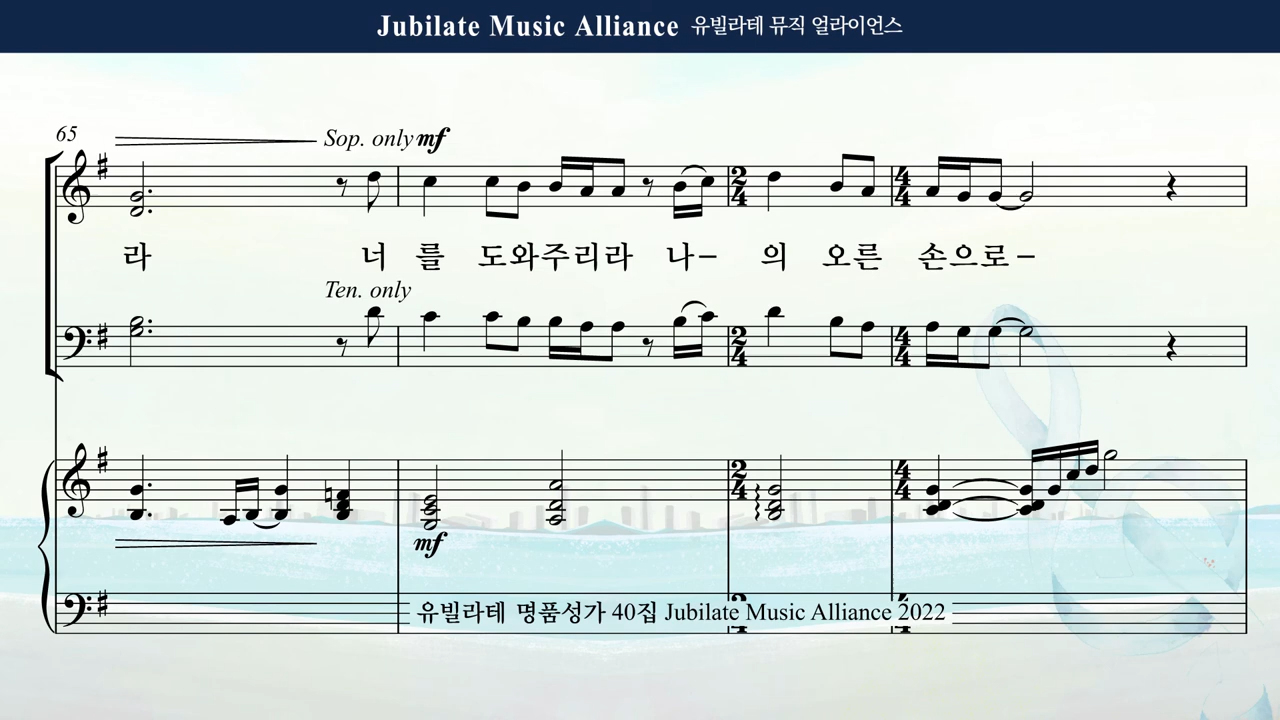 Jubilate Music Alliance 유빌라테 뮤직 얼라이언스
65
Sop. only mf
라 너 를 도와주리라 나– 의 오른 손으로–
Ten. only
mf
유빌라테 명품성가 40집 Jubilate Music Alliance 2022